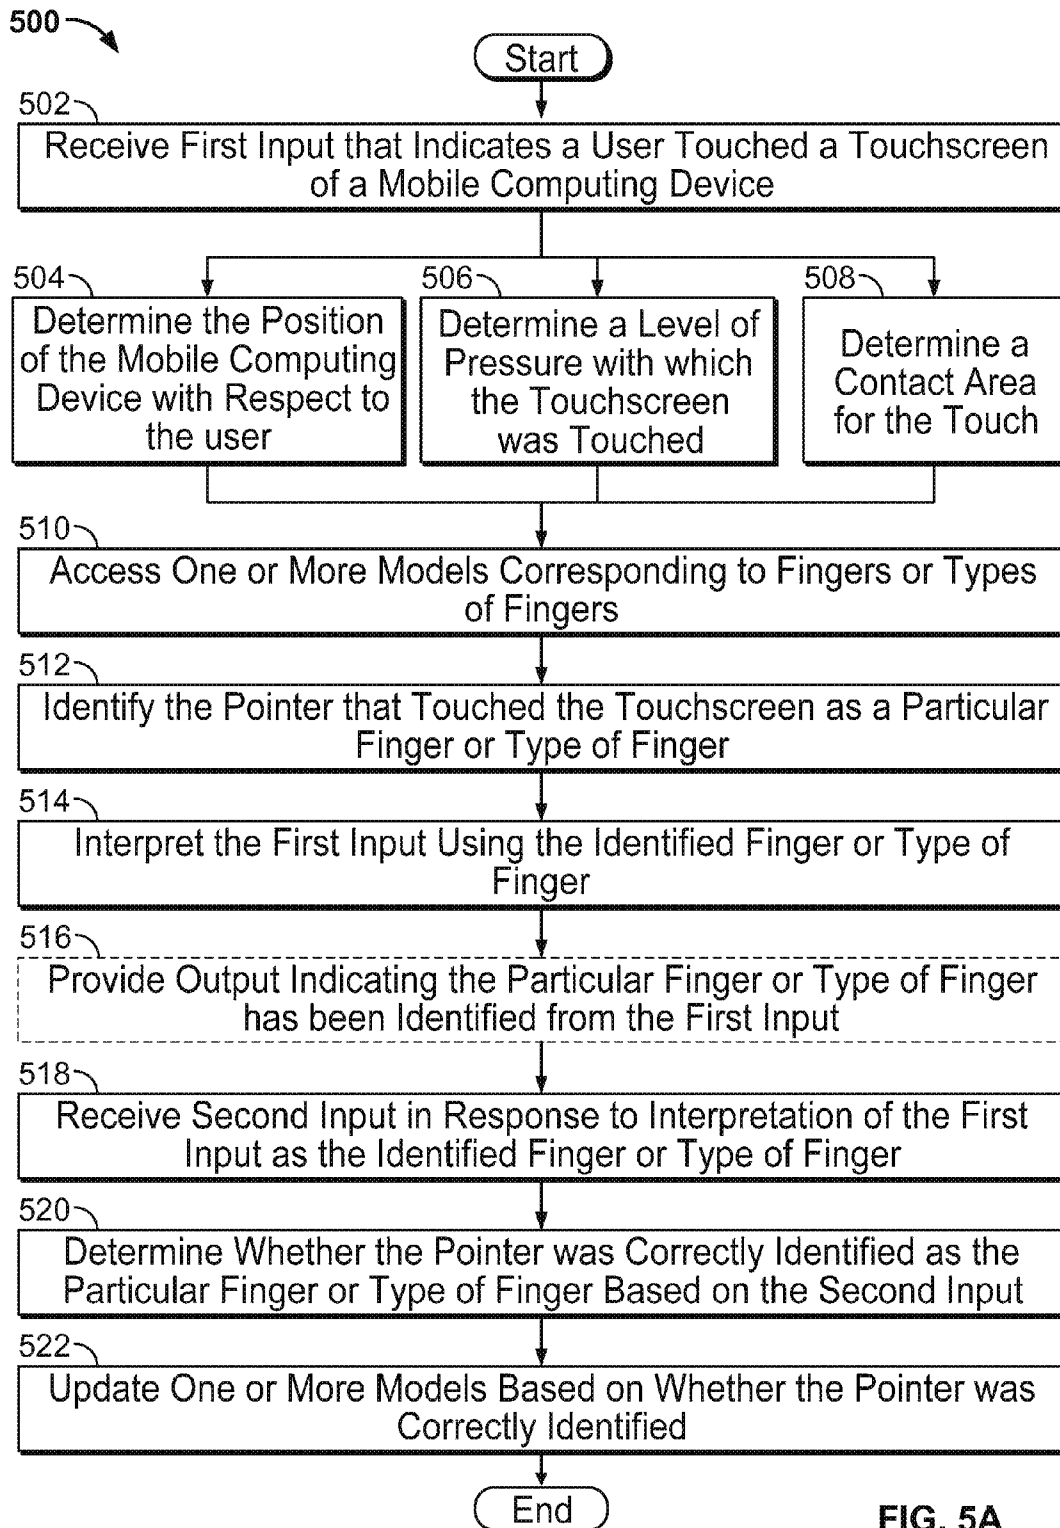 500
Start
502
Receive First Input that Indicates a User Touched a Touchscreen
of a Mobile Computing Device
504
Determine the Position
of the Mobile Computing
Device with Respect to
the user
506
Determine a Level of
Pressure with which
the Touchscreen
was Touched
508
Determine a
Contact Area
for the Touch
510
Access One or More Models Corresponding to Fingers or Types
of Fingers
512
Identify the Pointer that Touched the Touchscreen as a Particular
Finger or Type of Finger
514
Interpret the First Input Using the Identified Finger or Type of
Finger
516
Provide Output Indicating the Particular Finger or Type of Finger
has been Identified from the First Input
518
Receive Second Input in Response to Interpretation of the First
Input as the Identified Finger or Type of Finger
520
Determine Whether the Pointer was Correctly Identified as the
Particular Finger or Type of Finger Based on the Second Input
522
Update One or More Models Based on Whether the Pointer was
Correctly Identified
End
FIG. 5A